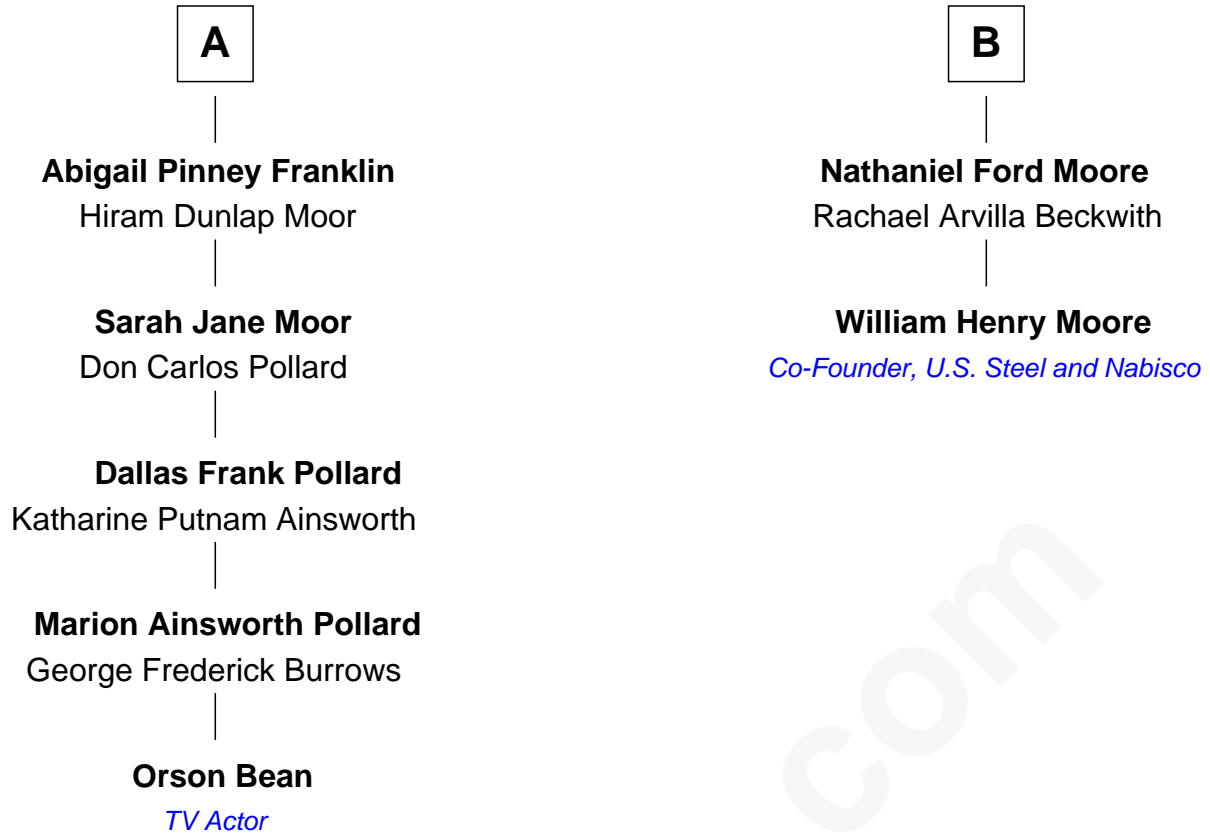 A
Abigail Pinney Franklin
Hiram Dunlap Moor
Sarah Jane Moor
Don Carlos Pollard
Dallas Frank Pollard
Katharine Putnam Ainsworth
Marion Ainsworth Pollard
George Frederick Burrows
Orson Bean
TV Actor
B
Nathaniel Ford Moore
Rachael Arvilla Beckwith
William Henry Moore
Co-Founder, U.S. Steel and Nabisco
com